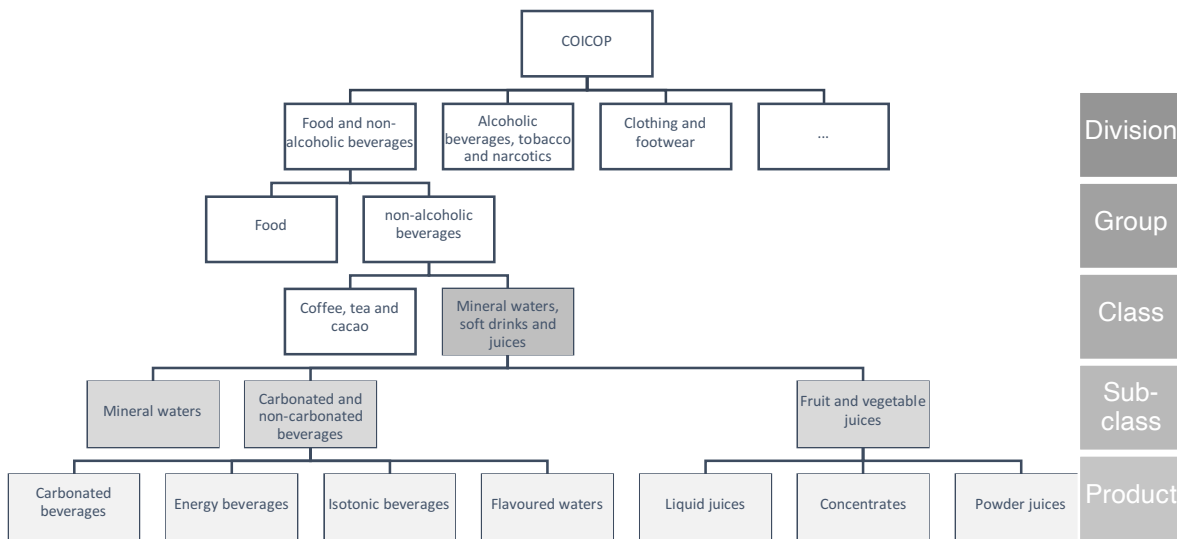 COICOP
Food and non-
alcoholic beverages
Alcoholic
beverages, tobacco
and narcotics
Clothing and
footwear
...
Division
Food
non-alcoholic
beverages
Group
Coffee, tea and
cacao
Mineral waters,
soft drinks and
juices
Class
Mineral waters
Carbonated and
non-carbonated
beverages
Fruit and vegetable
juices
Sub-
class
Carbonated
beverages
Energy beverages
Isotonic beverages
Flavoured waters
Liquid juices
Concentrates
Powder juices
Product